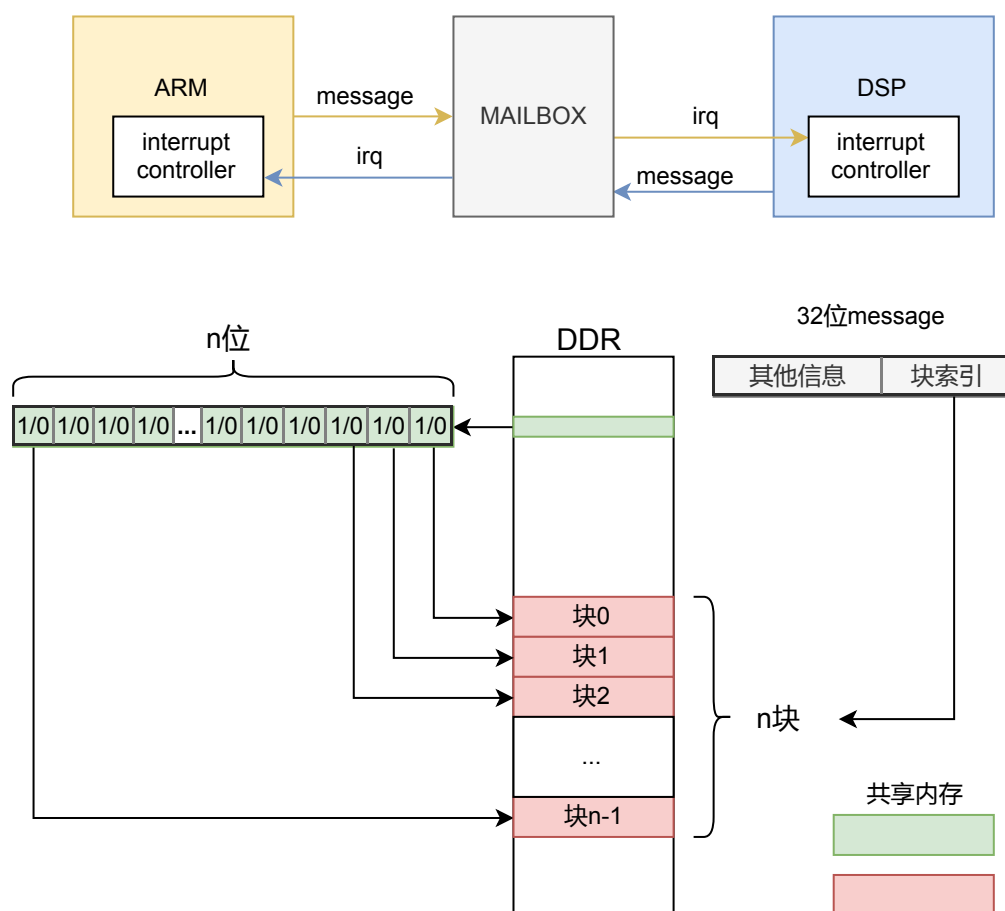 ARM
MAILBOX
DSP
message
irq
interrupt
controller
irq
message
interrupt
controller
32位message
n位
DDR
其他信息
块索引
1/0 1/0 1/0 1/0 ... 1/0 1/0 1/0 1/0 1/0 1/0
块0
块1
块2
n块
...
块n-1
共享内存